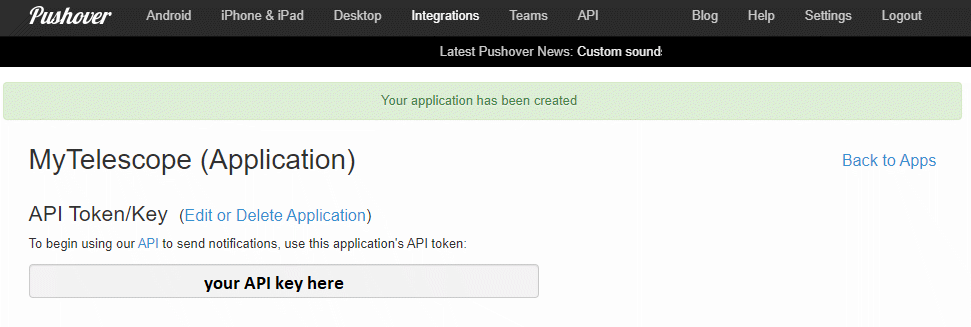 Pushover Android iPhone & iPad Desktop Integrations Teams API Blog Help Settings Logout
Latest Pushover News: Custom sound
Your application has been created
MyTelescope (Application)
Back to Apps
API Token/Key (Edit or Delete Application)
To begin using our API to send notifications, use this application's API token:
your API key here